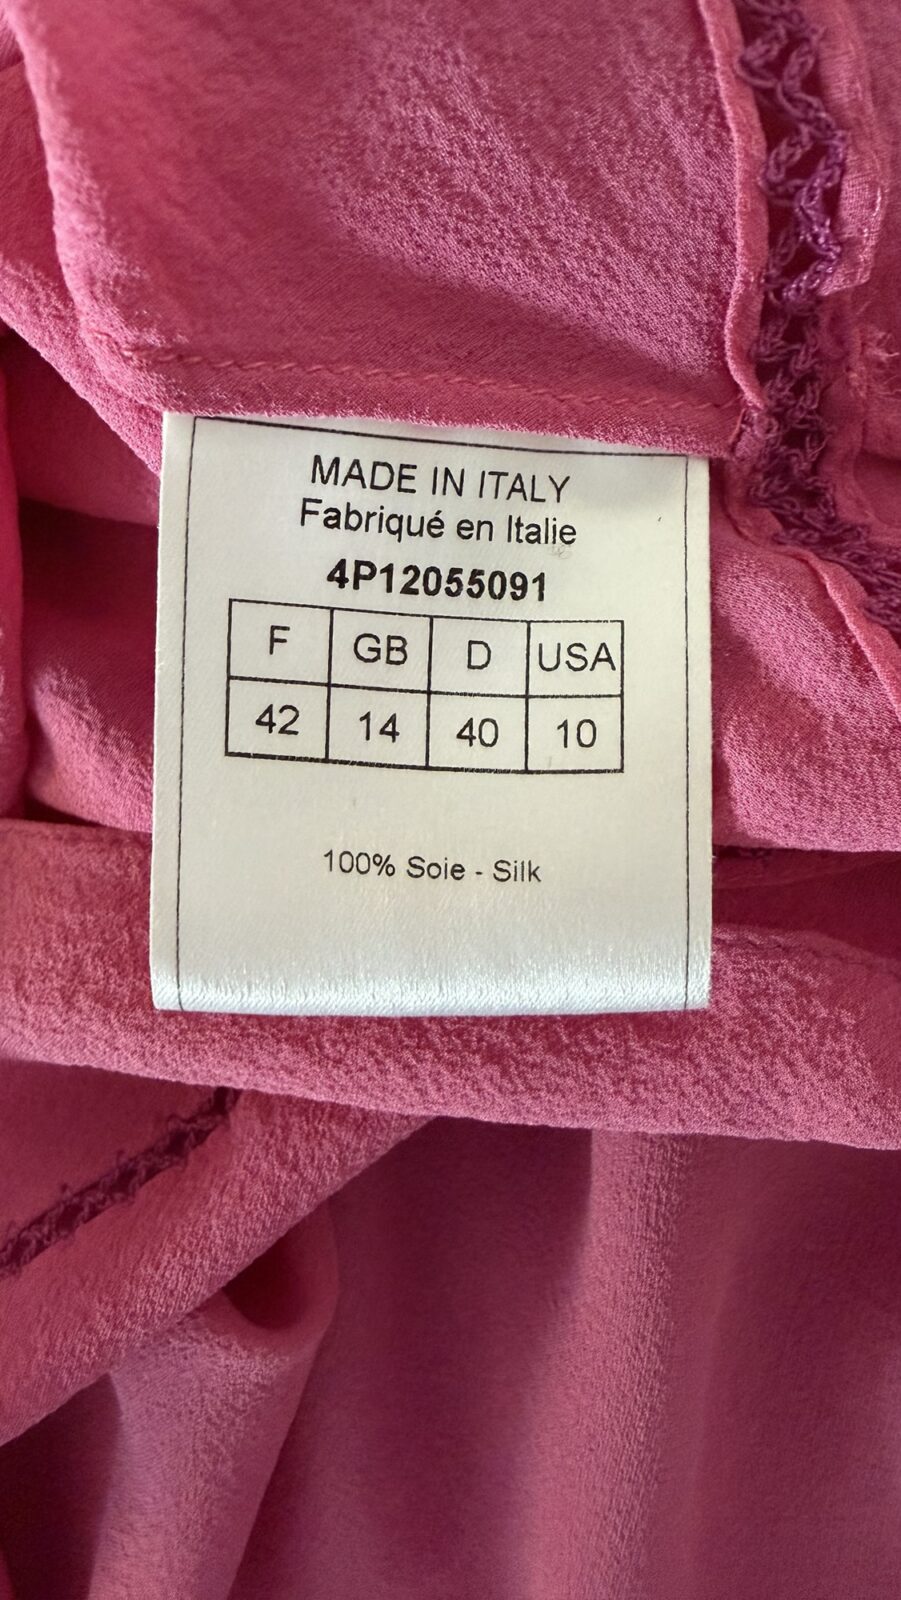 MADE IN ITALY
Fabriqué en Italie
4P12055091
F GB D USA
42 14 40 10
100% Soie - Silk